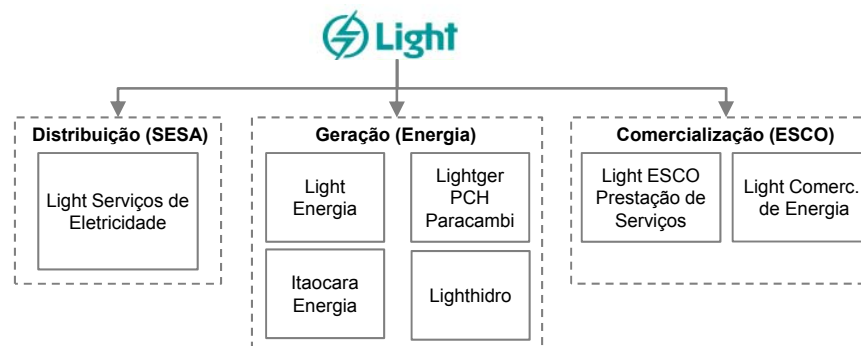 Light
Distribuição (SESA)
Light Serviços de
Eletricidade
Geração (Energia)
Light
Energia
Lightger
PCH
Paracambi
Itaocara
Energia
Lighthidro
Comercialização (ESCO)
Light ESCO
Prestação de
Serviços
Light Comerc.
de Energia